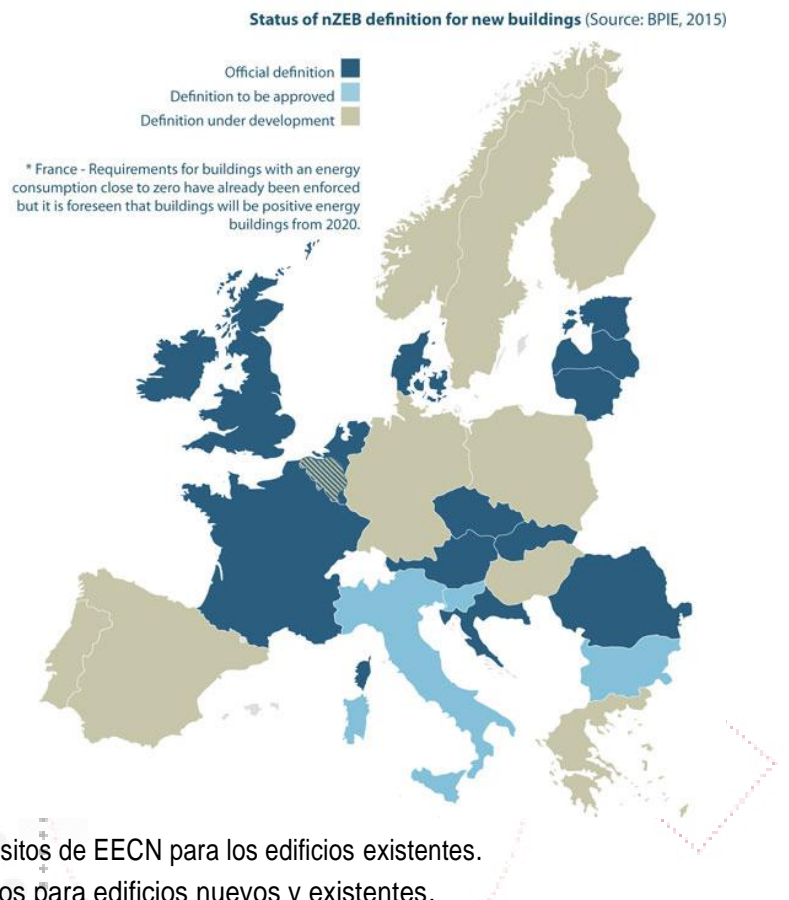 Status of nZEB definition for new buildings (Source: BPIE, 2015)
Official definition
Definition to be approved
Definition under development
* France - Requirements for buildings with an energy
consumption close to zero have already been enforced
but it is foreseen that buildings will be positive energy
buildings from 2020.
de EECN para los edificios existentes.
para edificios nuevos y existentes.